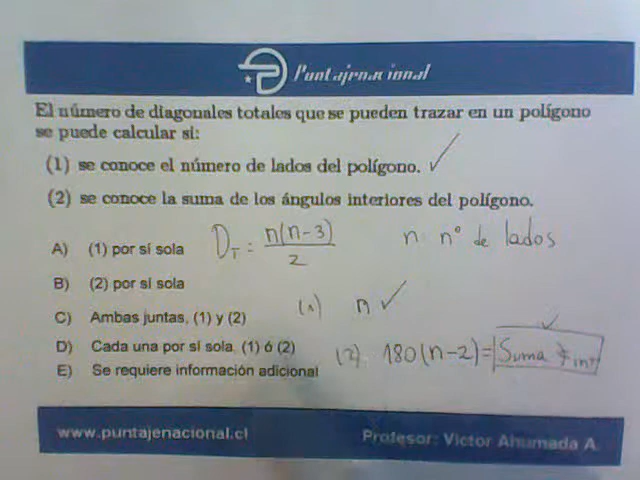 Puntajenacional
El número de diagonales totales que se pueden trazar en un polígono
se puede calcular si:
(1) se conoce el número de lados del polígono. ✓
(2) se conoce la suma de los ángulos interiores del polígono.
A) (1) por sí sola
D_T = n(n-3)/2
n n° de lados
B) (2) por sí sola
C) Ambas juntas, (1) y (2)
(1) n ✓
D) Cada una por sí sola, (1) ó (2)
(2) 180(n-2) = Suma ∡ int
E) Se requiere información adicional
www.puntajenacional.cl
Profesor: Victor Ahumada A.